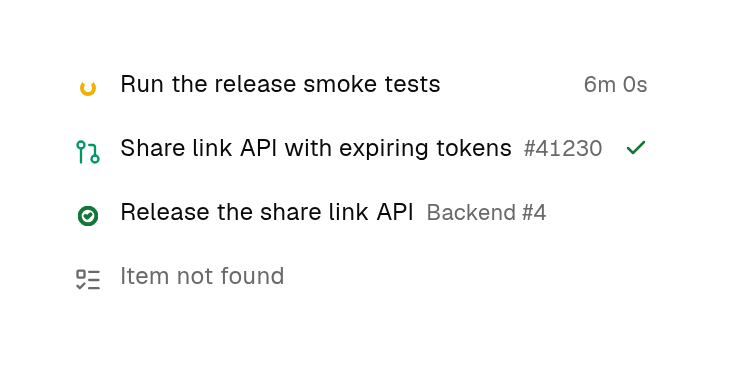 Run the release smoke tests 6m 0s
Share link API with expiring tokens #41230
Release the share link API Backend #4
Item not found